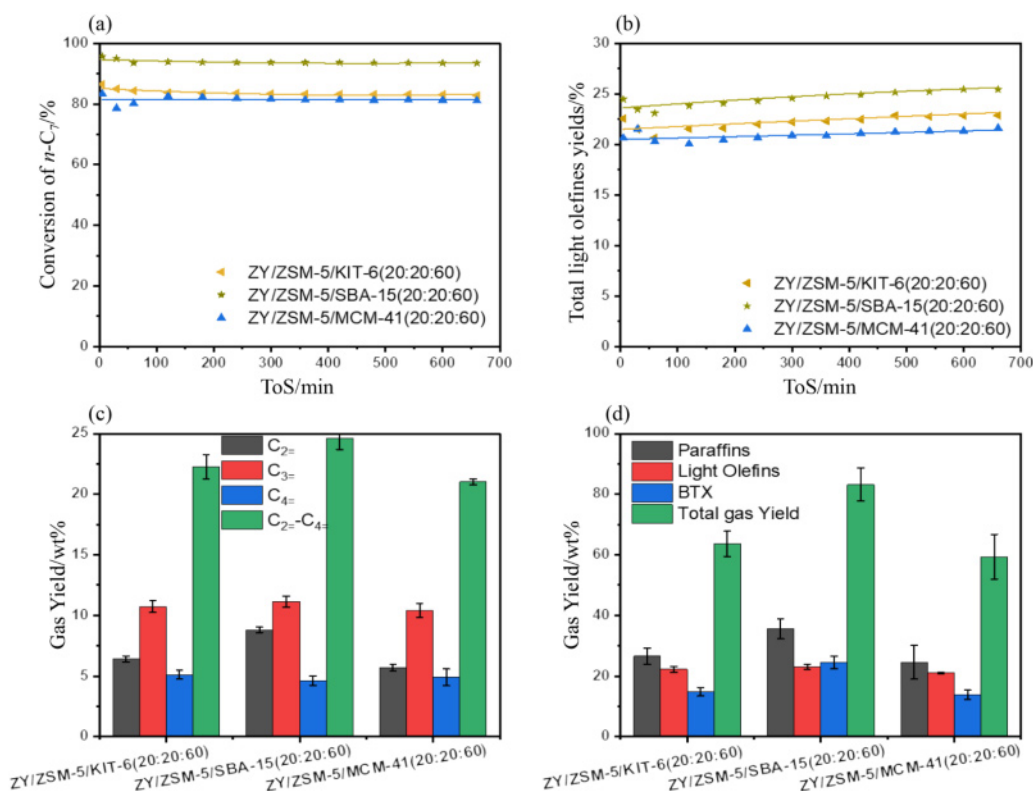 (a)
100
80
60
40
20
0
Conversion of n-C₇/%
ZY/ZSM-5/KIT-6(20:20:60)
ZY/ZSM-5/SBA-15(20:20:60)
ZY/ZSM-5/MCM-41(20:20:60)
0 100 200 300 400 500 600 700
ToS/min
(b)
30
25
20
15
10
5
0
Total light olefines yields/%
ZY/ZSM-5/KIT-6(20:20:60)
ZY/ZSM-5/SBA-15(20:20:60)
ZY/ZSM-5/MCM-41(20:20:60)
0 100 200 300 400 500 600 700
ToS/min
(c)
25
20
15
10
5
0
Gas Yield/wt%
C₂₌
C₃₌
C₄₌
C₂₌-C₄₌
ZY/ZSM-5/KIT-6(20:20:60)
ZY/ZSM-5/SBA-15(20:20:60)
ZY/ZSM-5/MCM-41(20:20:60)
(d)
100
80
60
40
20
0
Gas Yield/wt%
Paraffins
Light Olefins
BTX
Total gas Yield
ZY/ZSM-5/KIT-6(20:20:60)
ZY/ZSM-5/SBA-15(20:20:60)
ZY/ZSM-5/MCM-41(20:20:60)